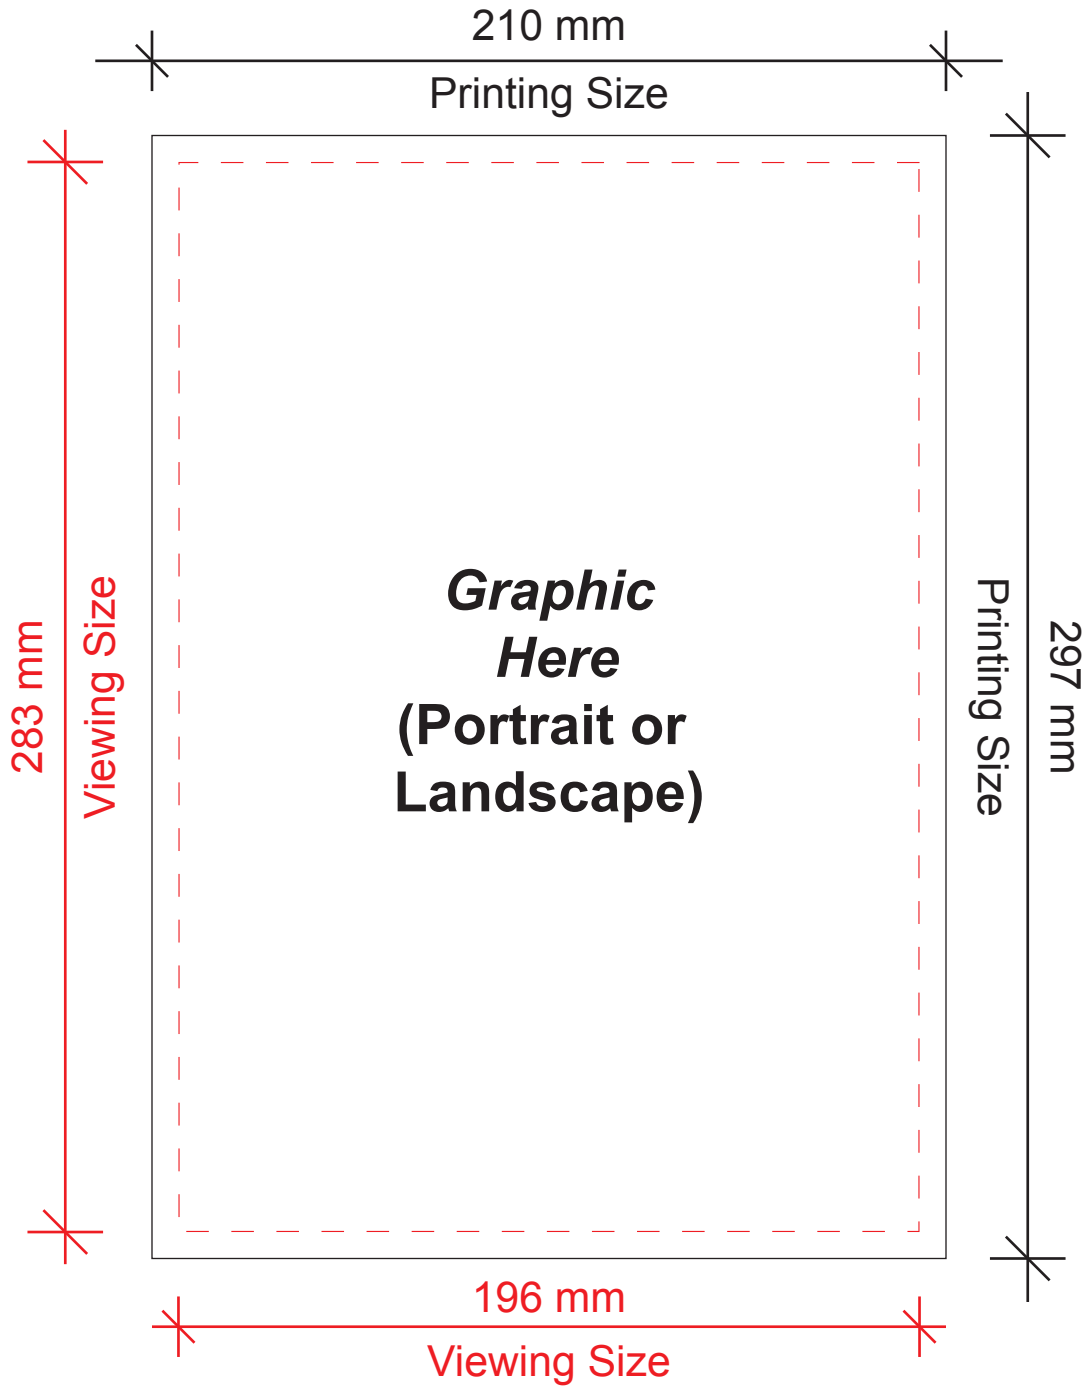 210 mm
Printing Size
283 mm
Viewing Size
Graphic
Here
(Portrait or
Landscape)
Printing Size
297 mm
196 mm
Viewing Size